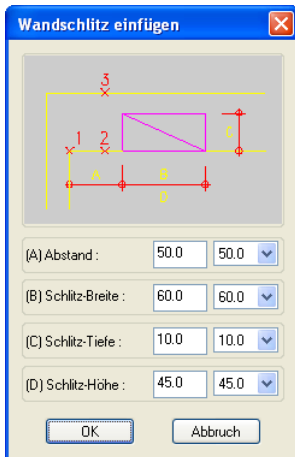 Wandschlitz einfügen
3
1 2
C
A B
D
(A) Abstand : 50.0 50.0
(B) Schlitz-Breite : 60.0 60.0
(C) Schlitz-Tiefe : 10.0 10.0
(D) Schlitz-Höhe : 45.0 45.0
OK Abbruch